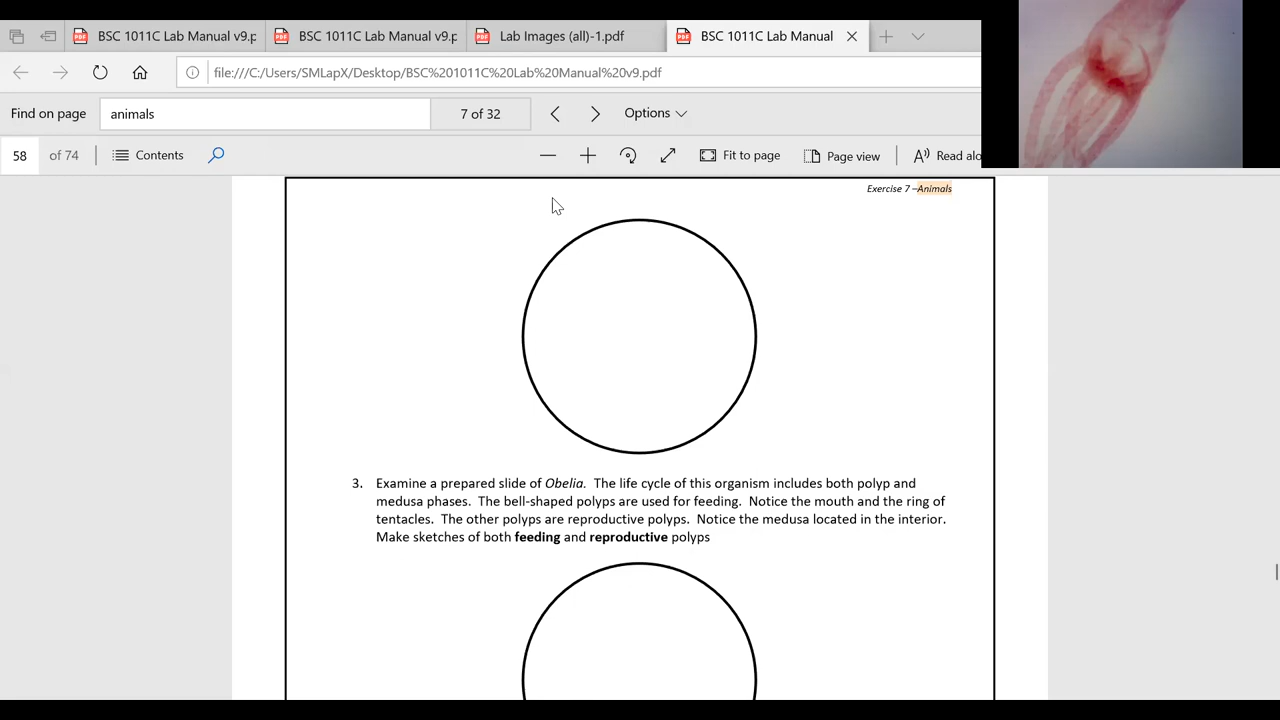 BSC 1011C Lab Manual v9.p
BSC 1011C Lab Manual v9.p
Lab Images (all)-1.pdf
BSC 1011C Lab Manual
file:///C:/Users/SMLapX/Desktop/BSC%201011C%20Lab%20Manual%20v9.pdf
Find on page
animals
7 of 32
Options
58
of 74
Contents
Fit to page
Page view
Read alo
Exercise 7 –Animals
3. Examine a prepared slide of Obelia. The life cycle of this organism includes both polyp and
medusa phases. The bell-shaped polyps are used for feeding. Notice the mouth and the ring of
tentacles. The other polyps are reproductive polyps. Notice the medusa located in the interior.
Make sketches of both feeding and reproductive polyps